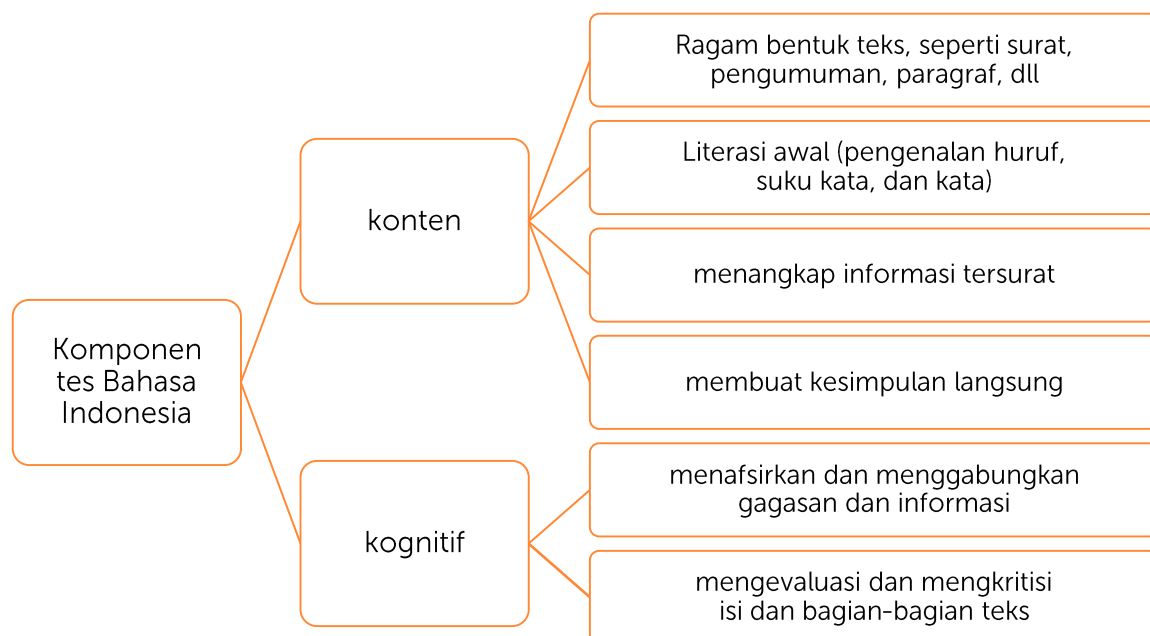 Komponen
tes Bahasa
Indonesia
konten
Ragam bentuk teks, seperti surat,
pengumuman, paragraf, dll
Literasi awal (pengenalan huruf,
suku kata, dan kata)
menangkap informasi tersurat
membuat kesimpulan langsung
kognitif
menafsirkan dan menggabungkan
gagasan dan informasi
mengevaluasi dan mengkritisi
isi dan bagian-bagian teks